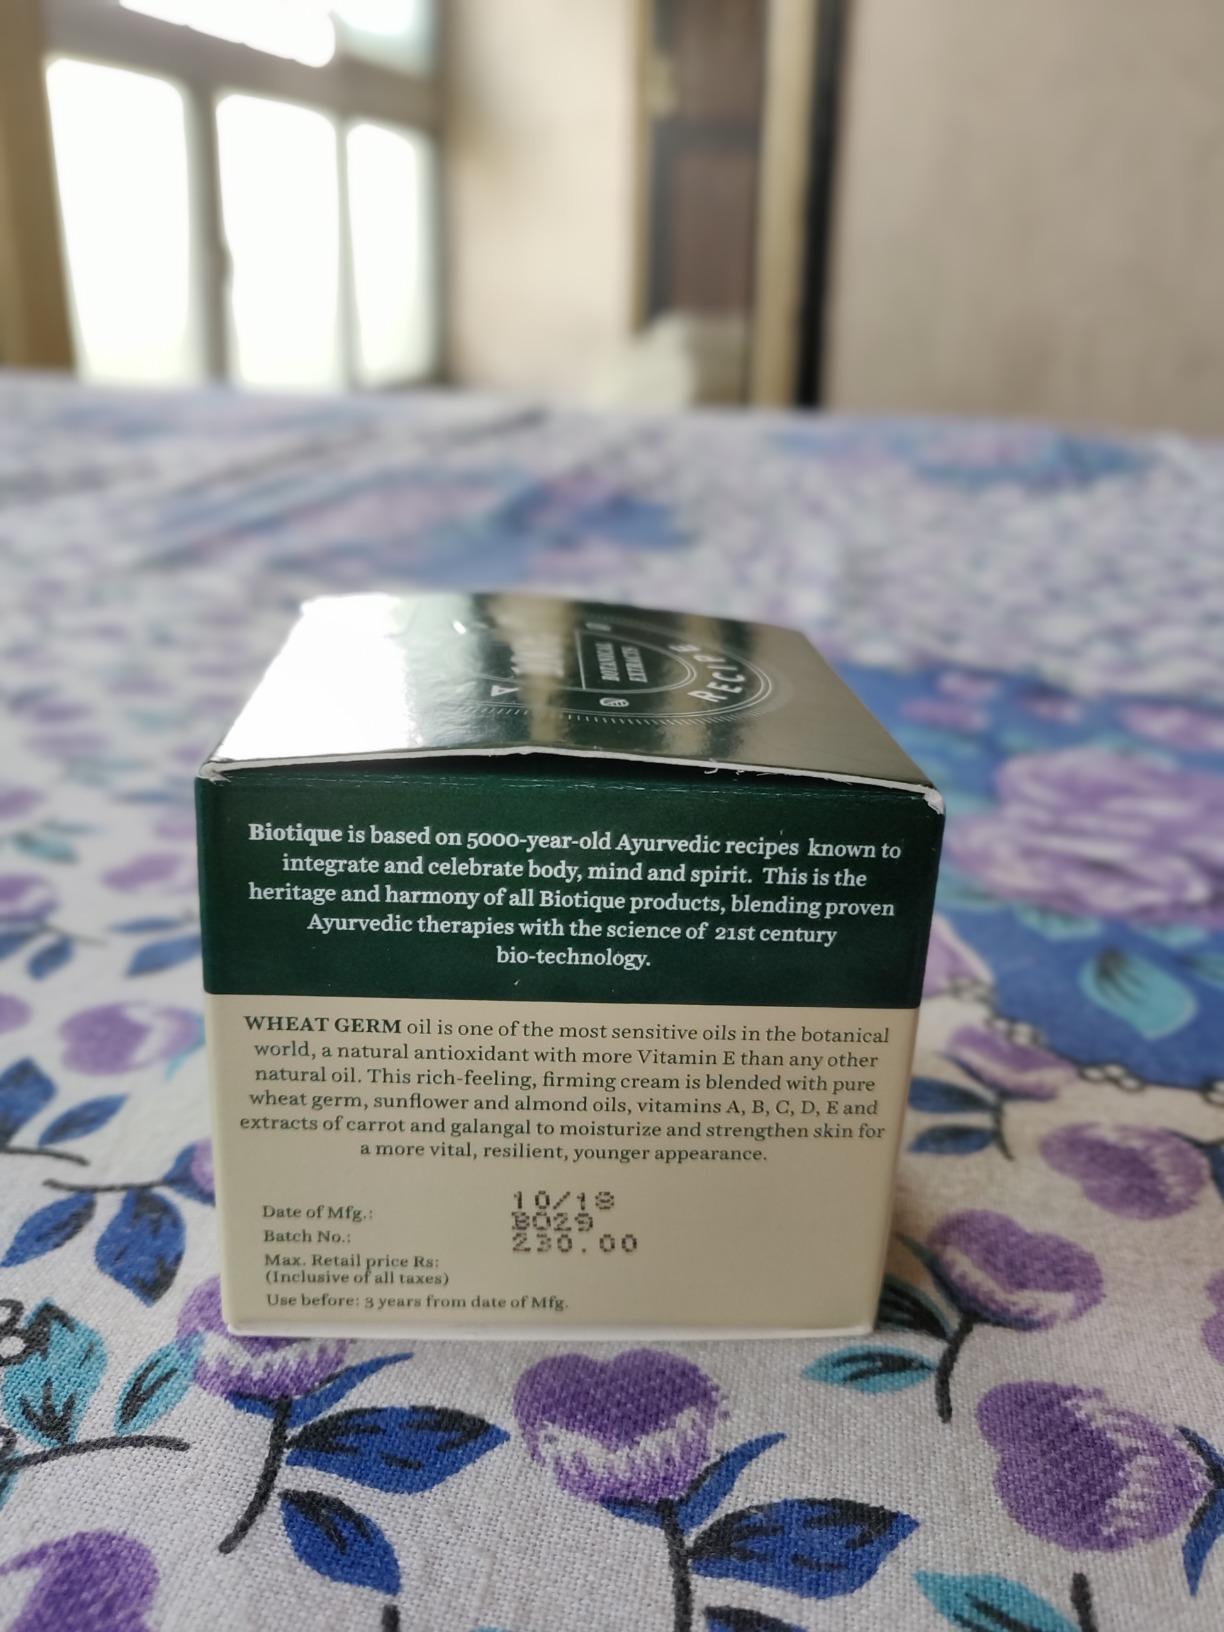 RECIPE
BOTANICAL
EXTRACTS
Biotique is based on 5000-year-old Ayurvedic recipes known to
integrate and celebrate body, mind and spirit. This is the
heritage and harmony of all Biotique products, blending proven
Ayurvedic therapies with the science of 21st century
bio-technology.
WHEAT GERM oil is one of the most sensitive oils in the botanical
world, a natural antioxidant with more Vitamin E than any other
natural oil. This rich-feeling, firming cream is blended with pure
wheat germ, sunflower and almond oils, vitamins A, B, C, D, E and
extracts of carrot and galangal to moisturize and strengthen skin for
a more vital, resilient, younger appearance.
Date of Mfg.: 10/18
Batch No.: BO29
Max. Retail price Rs: 230.00
(Inclusive of all taxes)
Use before: 3 years from date of Mfg.